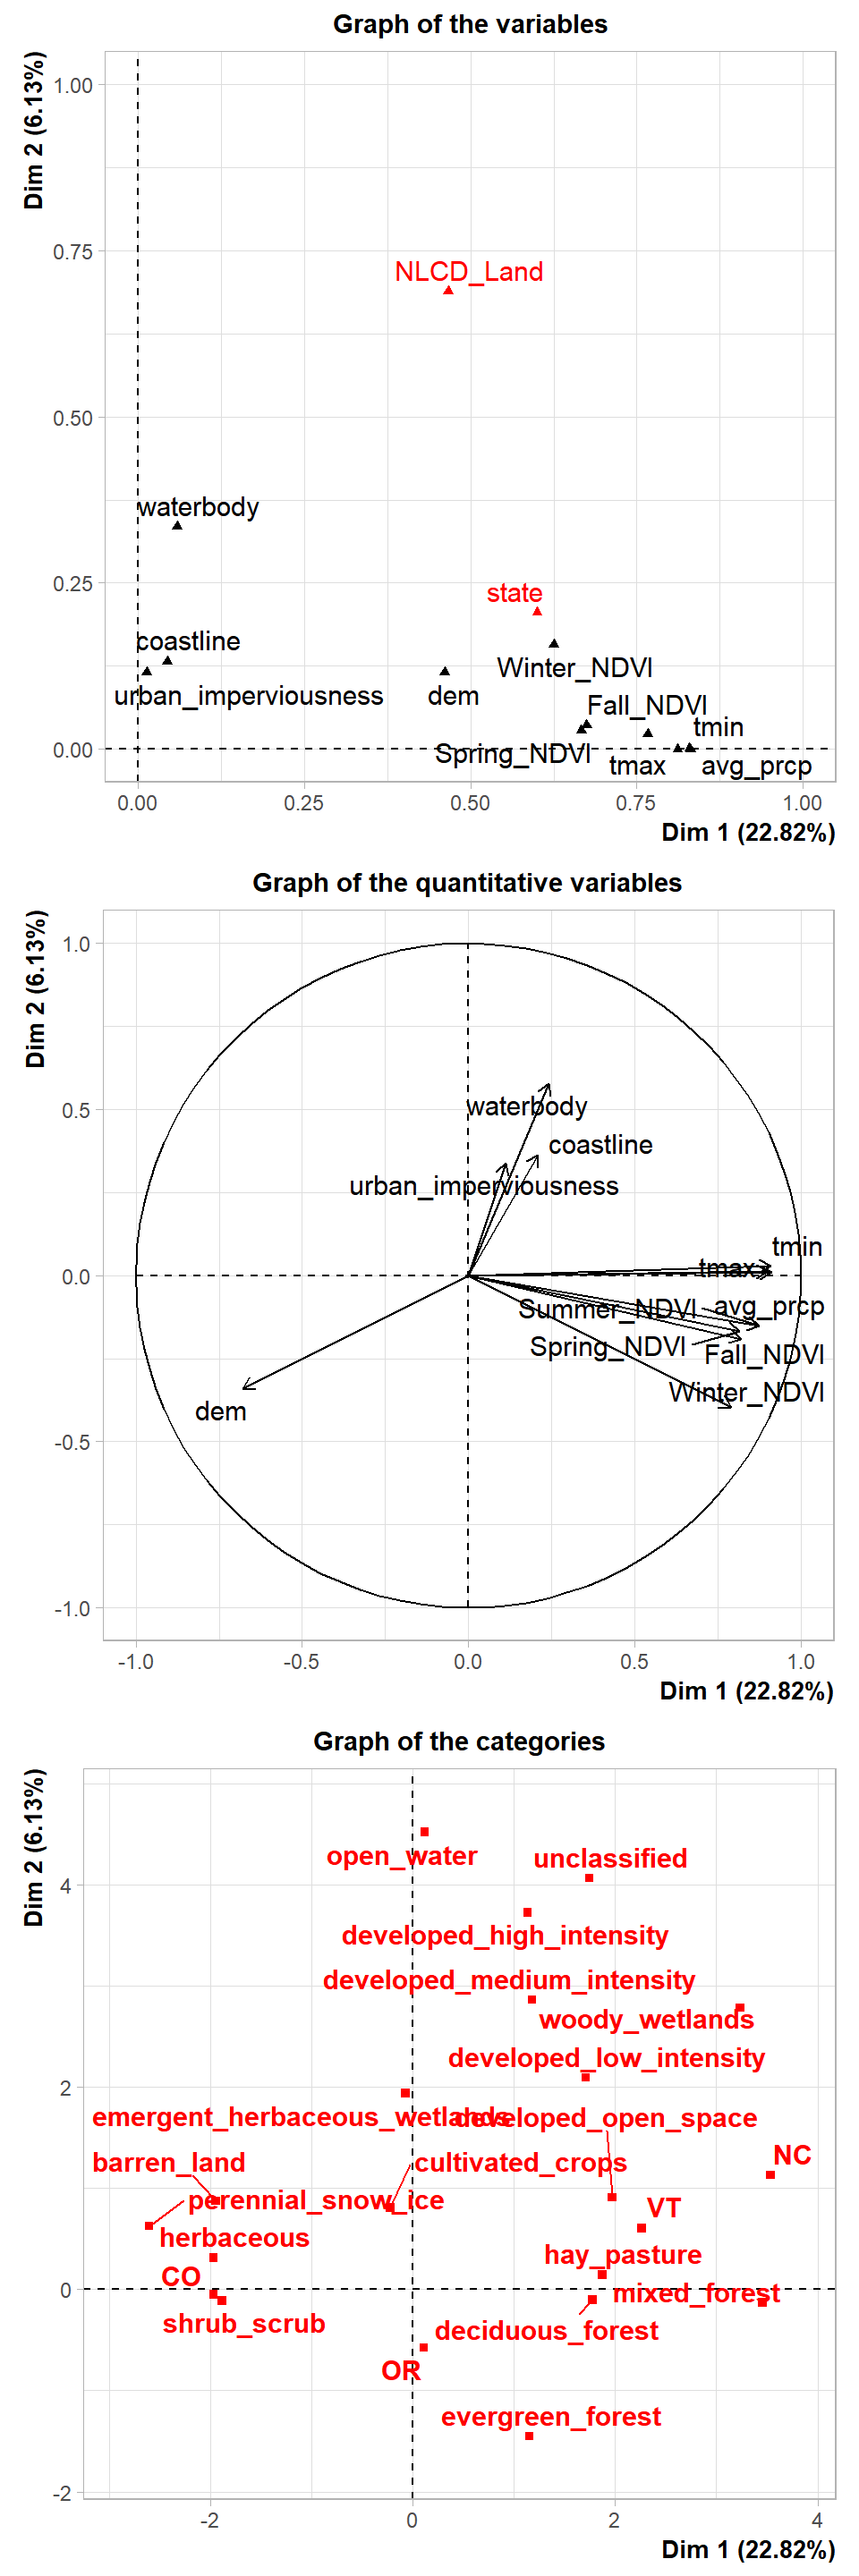 Graph of the variables
Dim 2 (6.13%)
1.00
0.75
0.50
0.25
0.00
NLCD_Land
waterbody
state
coastline
Winter_NDVI
urban_imperviousness
dem
Fall_NDVI
tmin
Spring_NDVI
tmax
avg_prcp
0.00
0.25
0.50
0.75
1.00
Dim 1 (22.82%)
Graph of the quantitative variables
Dim 2 (6.13%)
1.0
0.5
0.0
-0.5
-1.0
waterbody
coastline
urban_imperviousness
tmin
tmax
Summer_NDVI
avg_prcp
Spring_NDVI
Fall_NDVI
Winter_NDVI
dem
-1.0
-0.5
0.0
0.5
1.0
Dim 1 (22.82%)
Graph of the categories
Dim 2 (6.13%)
4
2
0
-2
open_water
unclassified
developed_high_intensity
developed_medium_intensity
woody_wetlands
developed_low_intensity
emergent_herbaceous_wetlands
developed_open_space
barren_land
cultivated_crops
NC
perennial_snow_ice
VT
herbaceous
hay_pasture
CO
mixed_forest
shrub_scrub
deciduous_forest
OR
evergreen_forest
-2
0
2
4
Dim 1 (22.82%)